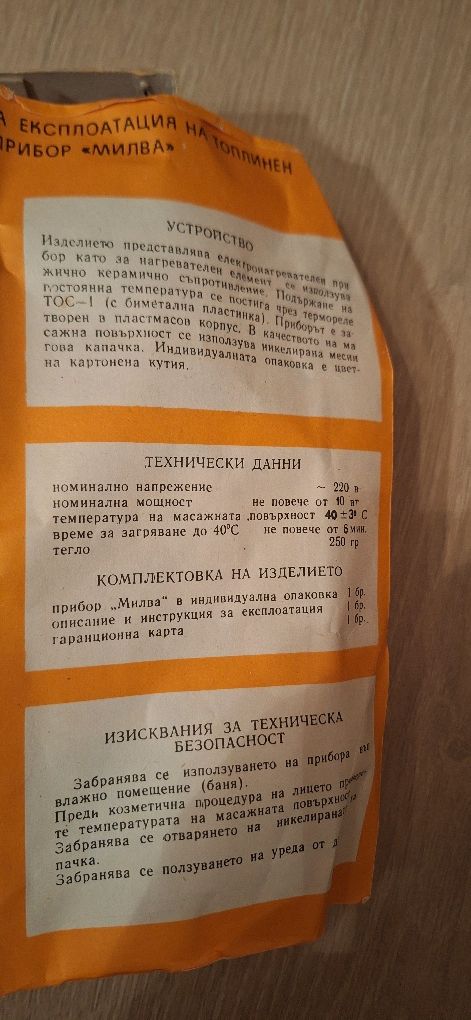 А ЕКСПЛОАТАЦИЯ НА ТОПЛИНЕН
ПРИБОР «МИЛВА»
УСТРОЙСТВО
Изделието представлява електронагревателен при
бор като за нагревателен елемент се използува
жично керамично съпротивление. Подържане на
постоянна температура се постига чрез термореле
ТОС—1 (с биметална пластинка). Приборът е за-
творен в пластмасов корпус. В качеството на ма
сажна повърхност се използува никелирана месин
гова капачка. Индивидуалната опаковка е цвет-
на картонена кутия.
ТЕХНИЧЕСКИ ДАННИ
номинално напрежение ~ 220 в
номинална мощност не повече от 10 вт
температура на масажната повърхност 40 ±3° С
време за загряване до 40°С не повече от 6 мин.
тегло 250 гр
КОМПЛЕКТОВКА НА ИЗДЕЛИЕТО
прибор „Милва" в индивидуална опаковка 1 бр.
описание и инструкция за експлоатация 1 бр.
гаранционна карта 1 бр.
ИЗИСКВАНИЯ ЗА ТЕХНИЧЕСКА
БЕЗОПАСНОСТ
Забранява се използуването на прибора във
влажно помещение (баня).
Преди козметична процедура на лицето
те температурата на масажната
Забранява се отварянето на
пачка.
Забранява се ползуването на уреда от